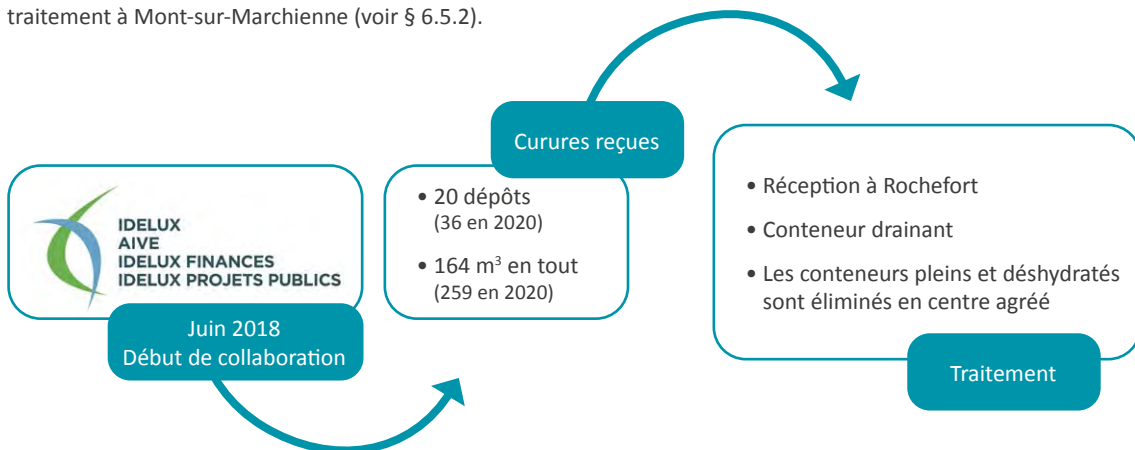 traitement à Mont-sur-Marchienne (voir § 6.5.2).
IDELUX
AIVE
IDELUX FINANCES
IDELUX PROJETS PUBLICS
Juin 2018
Début de collaboration
Curures reçues
• 20 dépôts
(36 en 2020)
• 164 m³ en tout
(259 en 2020)
• Réception à Rochefort
• Conteneur drainant
• Les conteneurs pleins et déshydratés
sont éliminés en centre agréé
Traitement